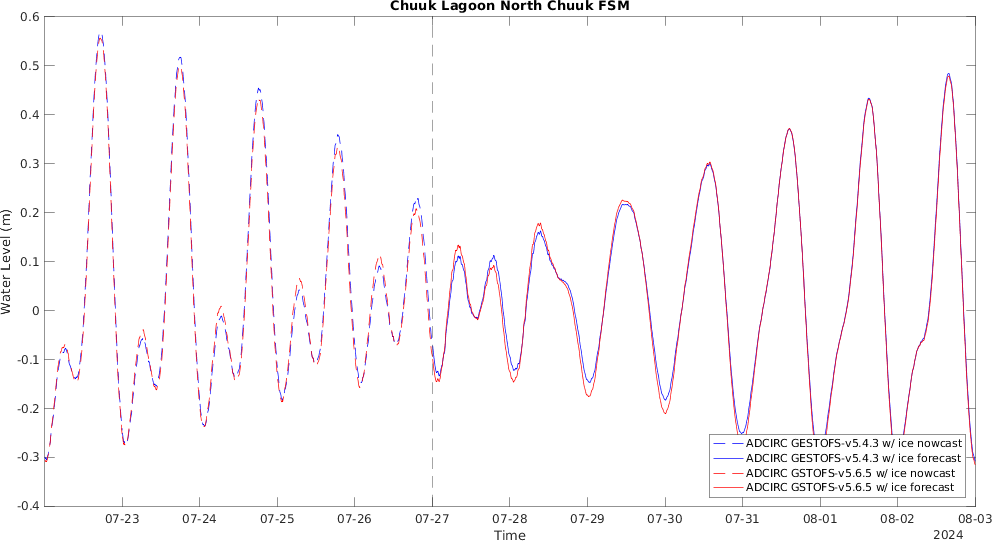 Chuuk Lagoon North Chuuk FSM
0.6
0.5
0.4
0.3
0.2
0.1
0
-0.1
-0.2
-0.3
-0.4
Water Level (m)
ADCIRC GESTOFS-v5.4.3 w/ ice nowcast
ADCIRC GESTOFS-v5.4.3 w/ ice forecast
ADCIRC GSTOFS-v5.6.5 w/ ice nowcast
ADCIRC GSTOFS-v5.6.5 w/ ice forecast
07-23 07-24 07-25 07-26 07-27 07-28 07-29 07-30 07-31 08-01 08-02 08-03
Time
2024